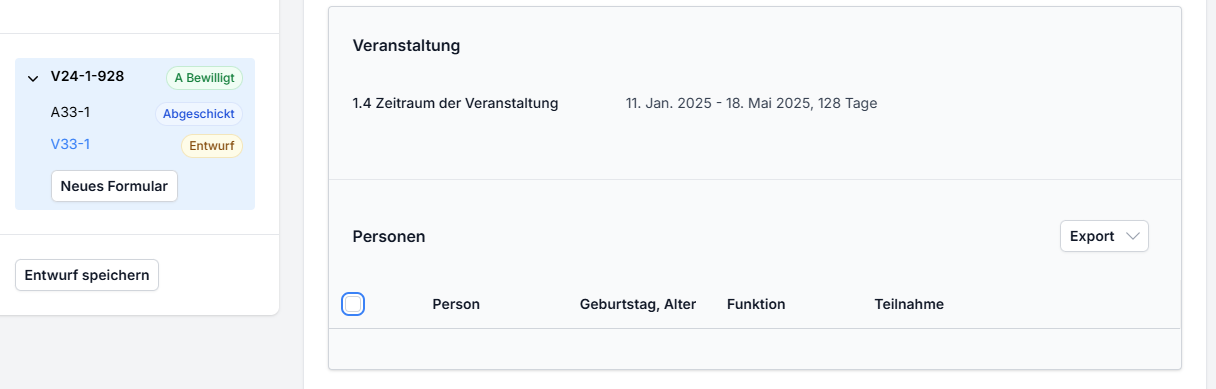 V24-1-928 A Bewilligt
A33-1 Abgeschickt
V33-1 Entwurf
Neues Formular
Entwurf speichern
Veranstaltung
1.4 Zeitraum der Veranstaltung 11. Jan. 2025 - 18. Mai 2025, 128 Tage
Personen Export
Person Geburtstag, Alter Funktion Teilnahme